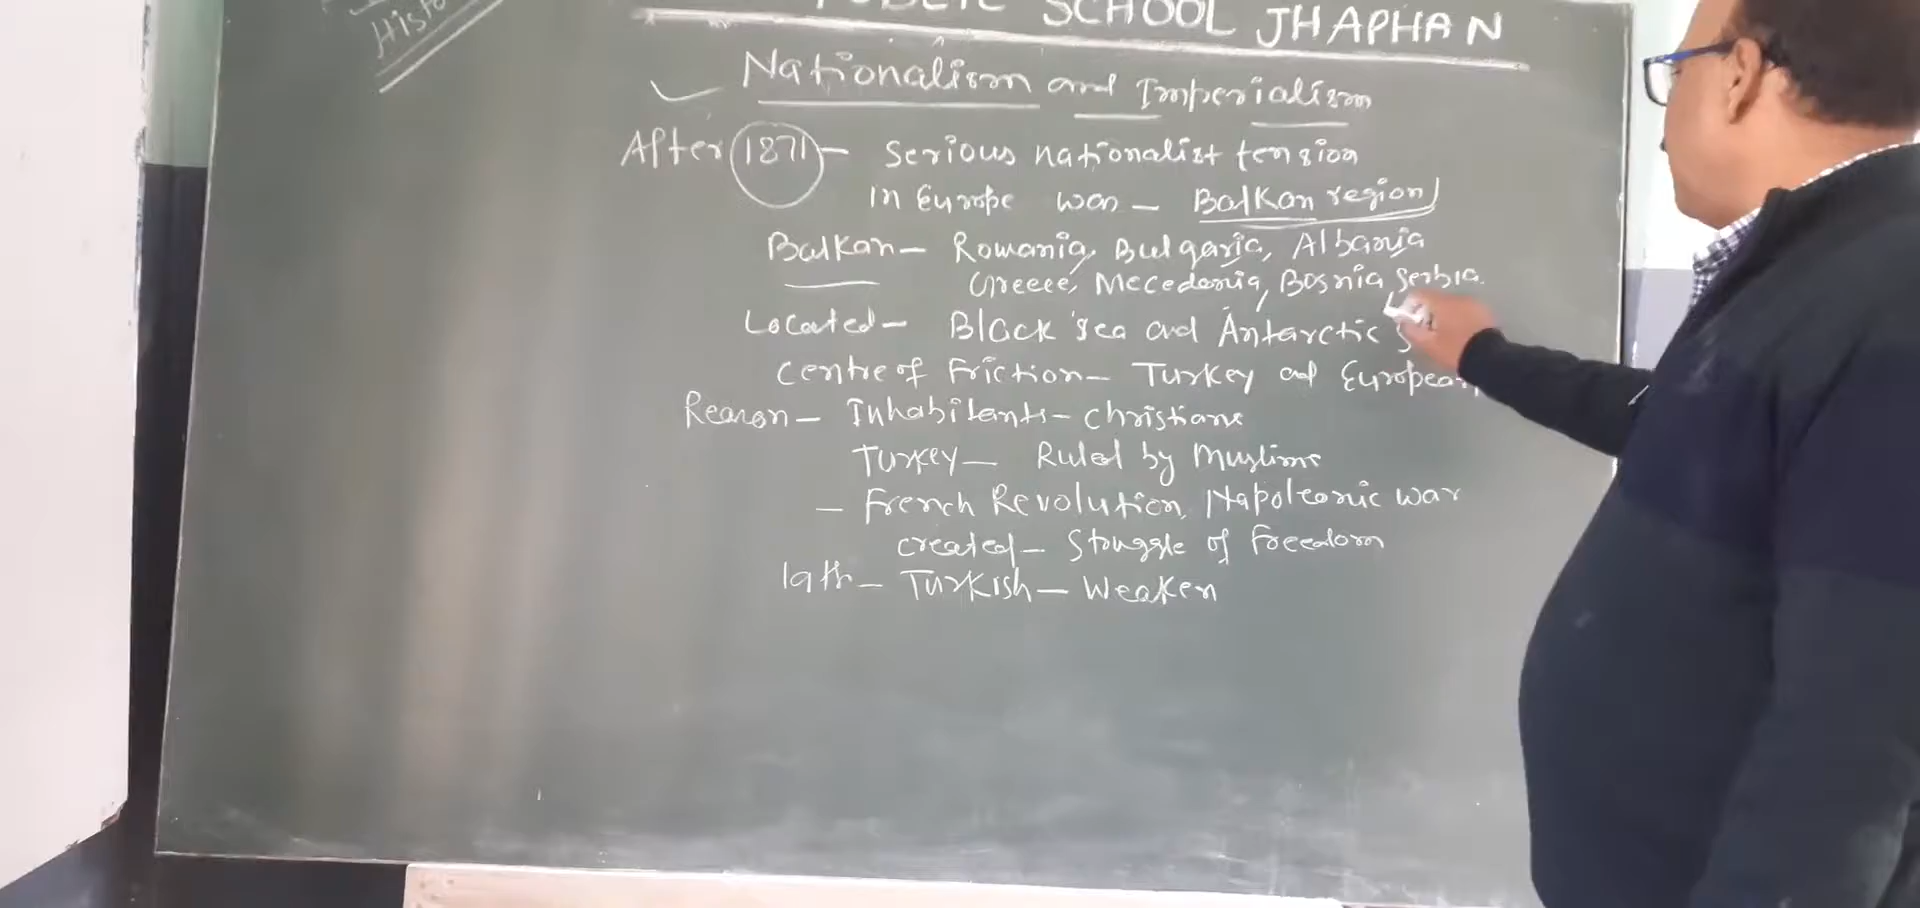 Histo
PUBLIC SCHOOL JHAPHAN
Nationalism and Imperialism
After 1871 - Serious nationalist tension
in Europe was - Balkan region
Balkan - Romania, Bulgaria, Albania
Greece, Mecedonia, Bosnia, Serbia.
Located - Black sea and Antarctic
Centre of Friction - Turkey and European
Reason - Inhabitants - Christians
Turkey - Ruled by Muslims
- French Revolution, Napoleonic war
created - Struggle of Freedom
19th - Turkish - Weaken